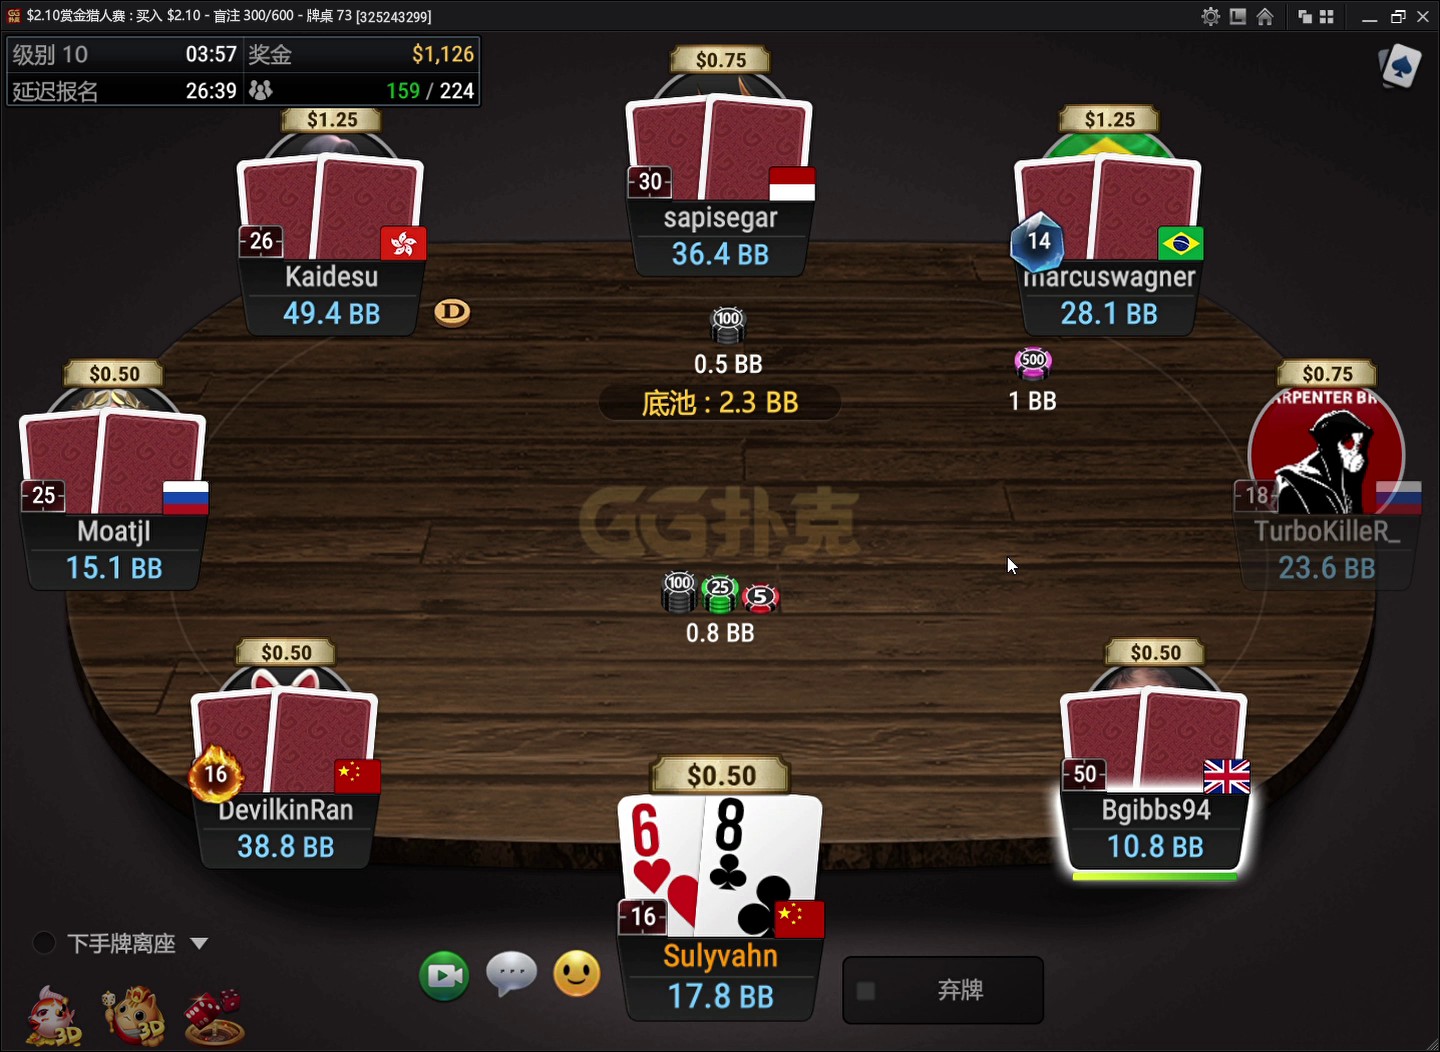 $2.10赏金猎人赛 : 买入 $2.10 - 盲注 300/600 - 牌桌 73 [325243299]
级别 10 03:57 奖金 $1,126
延迟报名 26:39 159 / 224
$0.75
30
sapisegar
36.4 BB
$1.25
26
Kaidesu
49.4 BB
D
$1.25
14
marcuswagner
28.1 BB
100
0.5 BB
500
1 BB
底池 : 2.3 BB
$0.50
25
Moatjl
15.1 BB
$0.75
ARPENTER BR
18
TurboKilleR_
23.6 BB
GG扑克
100 25 5
0.8 BB
$0.50
16
DevilkinRan
38.8 BB
$0.50
6 8
16
Sulyvahn
17.8 BB
$0.50
50
Bgibbs94
10.8 BB
下手牌离座
弃牌
3D 3D